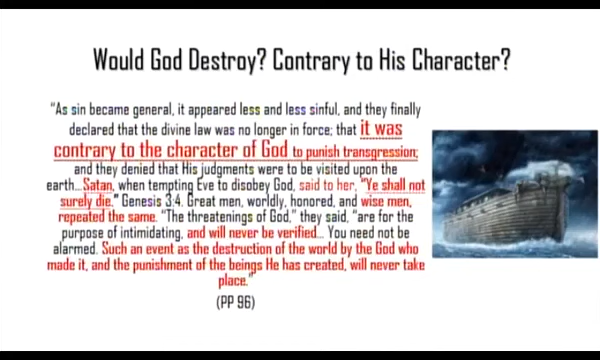 Would God Destroy? Contrary to His Character?
"As sin became general, it appeared less and less sinful, and they finally
declared that the divine law was no longer in force; that it was
contrary to the character of God to punish transgression;
and they denied that His judgments were to be visited upon the
earth...Satan, when tempting Eve to disobey God, said to her, "Ye shall not
surely die." Genesis 3:4. Great men, worldly, honored, and wise men,
repeated the same. "The threatenings of God," they said, "are for the
purpose of intimidating, and will never be verified... You need not be
alarmed. Such an event as the destruction of the world by the God who
made it, and the punishment of the beings He has created, will never take
place."
(PP 96)